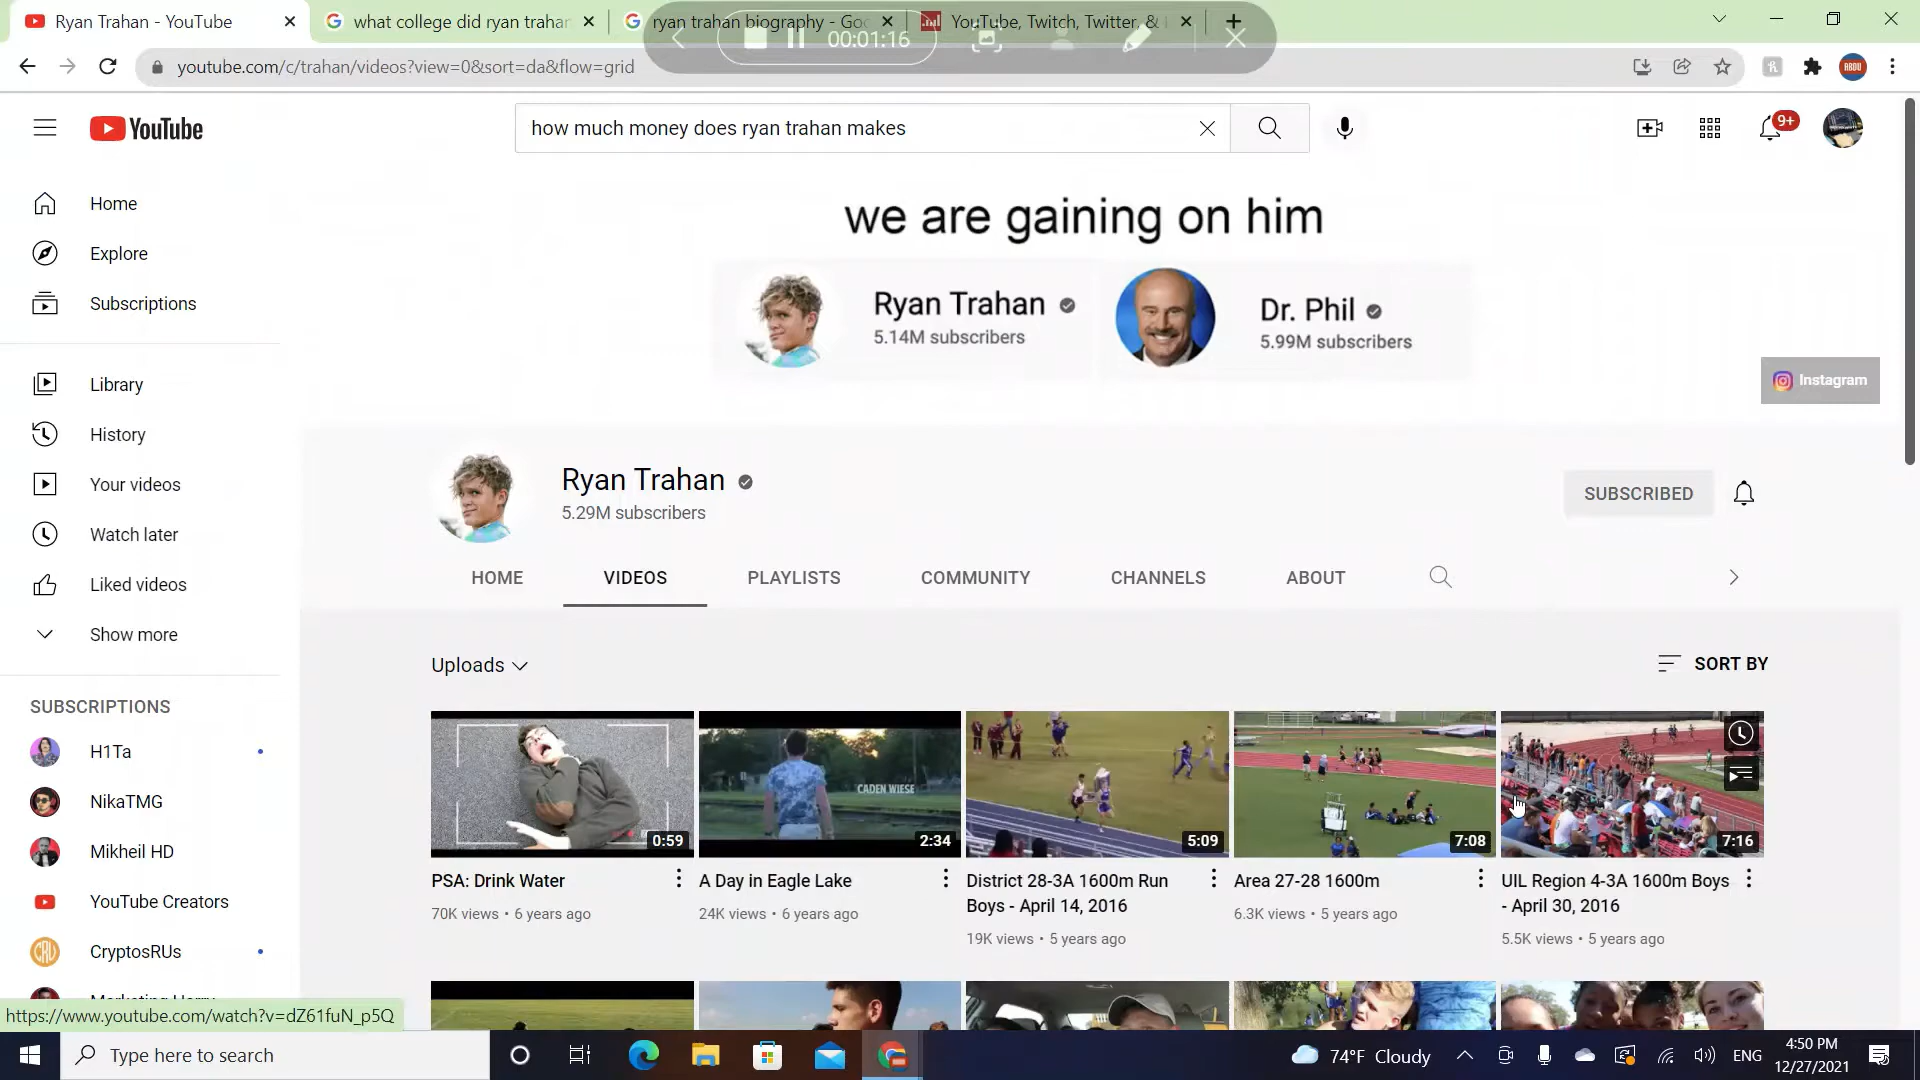 Ryan Trahan - YouTube
what college did ryan trahan
ryan trahan biography - Goo
YouTube, Twitch, Twitter, &
00:01:16
youtube.com/c/trahan/videos?view=0&sort=da&flow=grid
ABDU
YouTube
how much money does ryan trahan makes
9+
Home
Explore
Subscriptions
Library
History
Your videos
Watch later
Liked videos
Show more
SUBSCRIPTIONS
H1Ta
NikaTMG
Mikheil HD
YouTube Creators
CRU
CryptosRUs
we are gaining on him
Ryan Trahan
5.14M subscribers
Dr. Phil
5.99M subscribers
Instagram
Ryan Trahan
5.29M subscribers
SUBSCRIBED
HOME
VIDEOS
PLAYLISTS
COMMUNITY
CHANNELS
ABOUT
Uploads
SORT BY
0:59
CADEN WIESE
2:34
5:09
7:08
7:16
PSA: Drink Water
70K views • 6 years ago
A Day in Eagle Lake
24K views • 6 years ago
District 28-3A 1600m Run
Boys - April 14, 2016
19K views • 5 years ago
Area 27-28 1600m
6.3K views • 5 years ago
UIL Region 4-3A 1600m Boys
- April 30, 2016
5.5K views • 5 years ago
https://www.youtube.com/watch?v=dZ61fuN_p5Q
Type here to search
74°F Cloudy
ENG
4:50 PM
12/27/2021